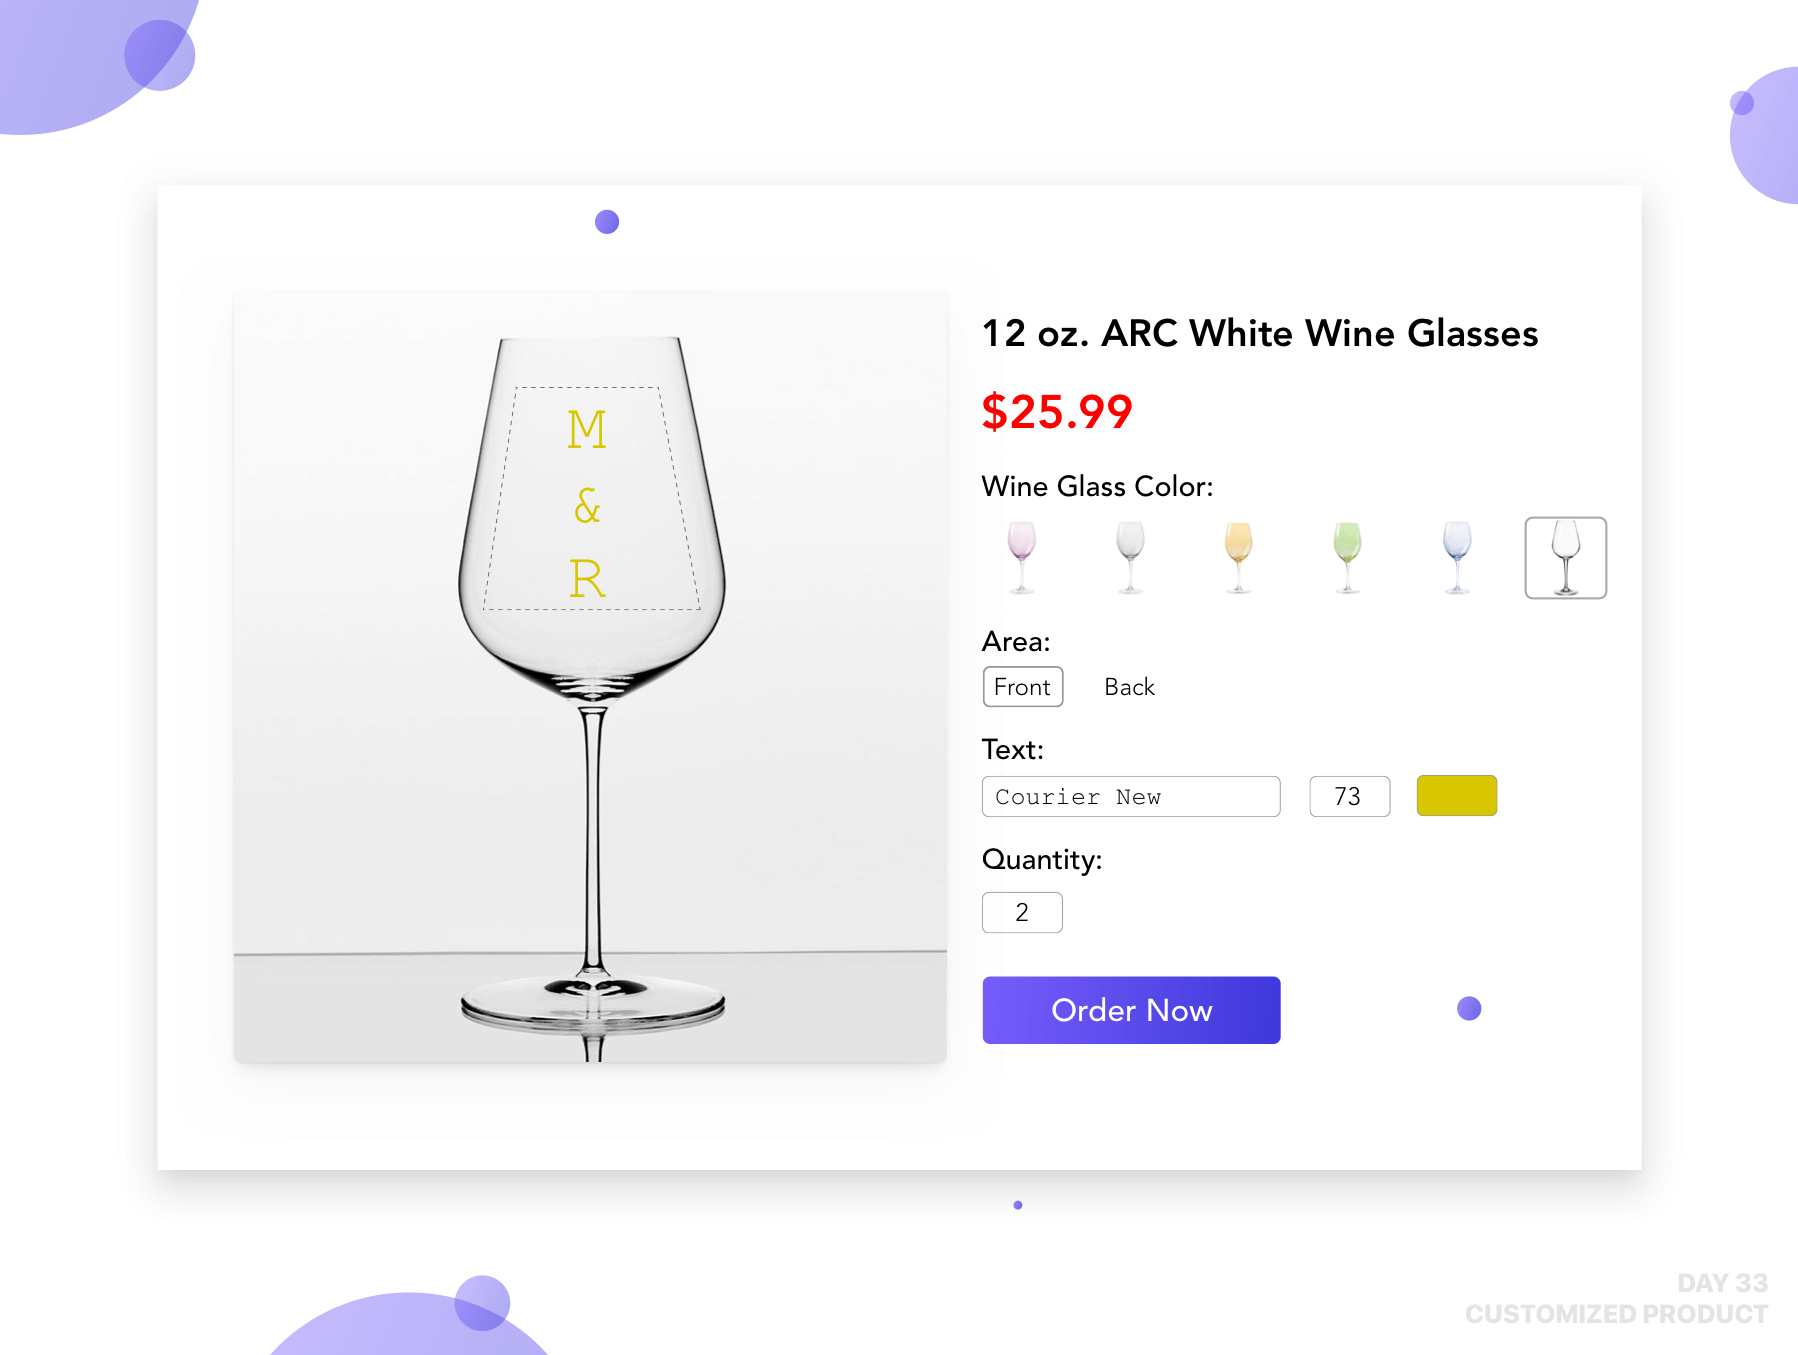 M
&
R
12 oz. ARC White Wine Glasses
$25.99
Wine Glass Color:
Area:
Front Back
Text:
Courier New 73
Quantity:
2
Order Now
DAY 33
CUSTOMIZED PRODUCT